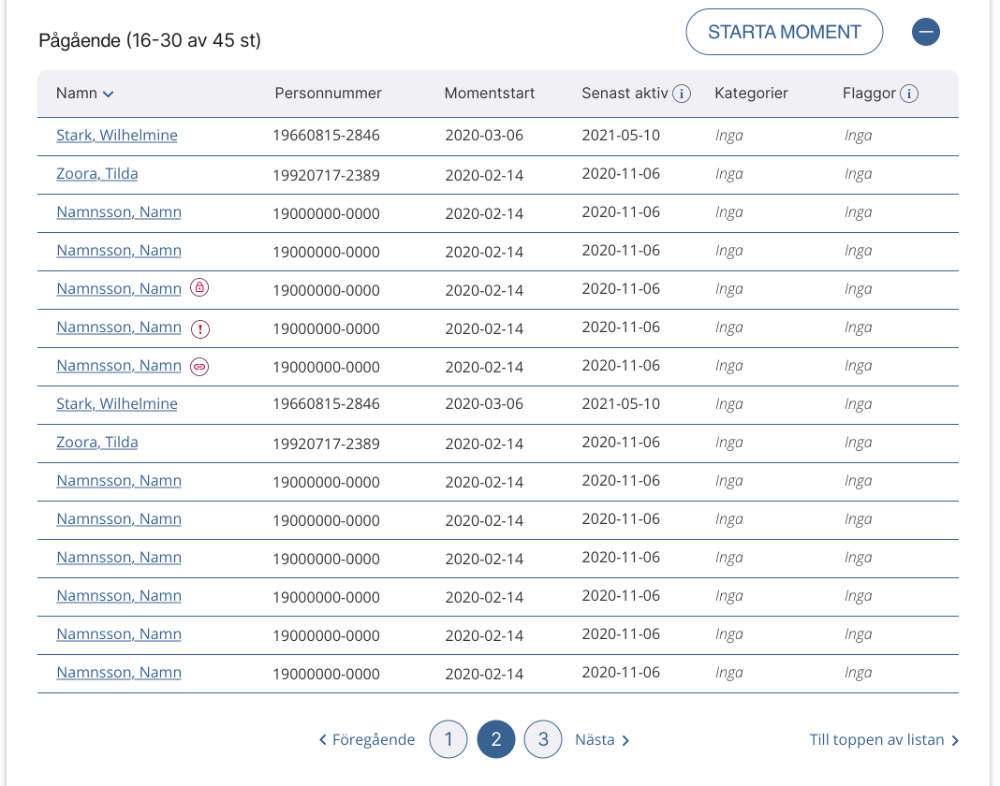 Pågående (16-30 av 45 st) STARTA MOMENT
Namn Personnummer Momentstart Senast aktiv i Kategorier Flaggor i
Stark, Wilhelmine 19660815-2846 2020-03-06 2021-05-10 Inga Inga
Zoora, Tilda 19920717-2389 2020-02-14 2020-11-06 Inga Inga
Namnsson, Namn 19000000-0000 2020-02-14 2020-11-06 Inga Inga
Namnsson, Namn 19000000-0000 2020-02-14 2020-11-06 Inga Inga
Namnsson, Namn 19000000-0000 2020-02-14 2020-11-06 Inga Inga
Namnsson, Namn ! 19000000-0000 2020-02-14 2020-11-06 Inga Inga
Namnsson, Namn 19000000-0000 2020-02-14 2020-11-06 Inga Inga
Stark, Wilhelmine 19660815-2846 2020-03-06 2021-05-10 Inga Inga
Zoora, Tilda 19920717-2389 2020-02-14 2020-11-06 Inga Inga
Namnsson, Namn 19000000-0000 2020-02-14 2020-11-06 Inga Inga
Namnsson, Namn 19000000-0000 2020-02-14 2020-11-06 Inga Inga
Namnsson, Namn 19000000-0000 2020-02-14 2020-11-06 Inga Inga
Namnsson, Namn 19000000-0000 2020-02-14 2020-11-06 Inga Inga
Namnsson, Namn 19000000-0000 2020-02-14 2020-11-06 Inga Inga
Namnsson, Namn 19000000-0000 2020-02-14 2020-11-06 Inga Inga
Föregående 1 2 3 Nästa Till toppen av listan